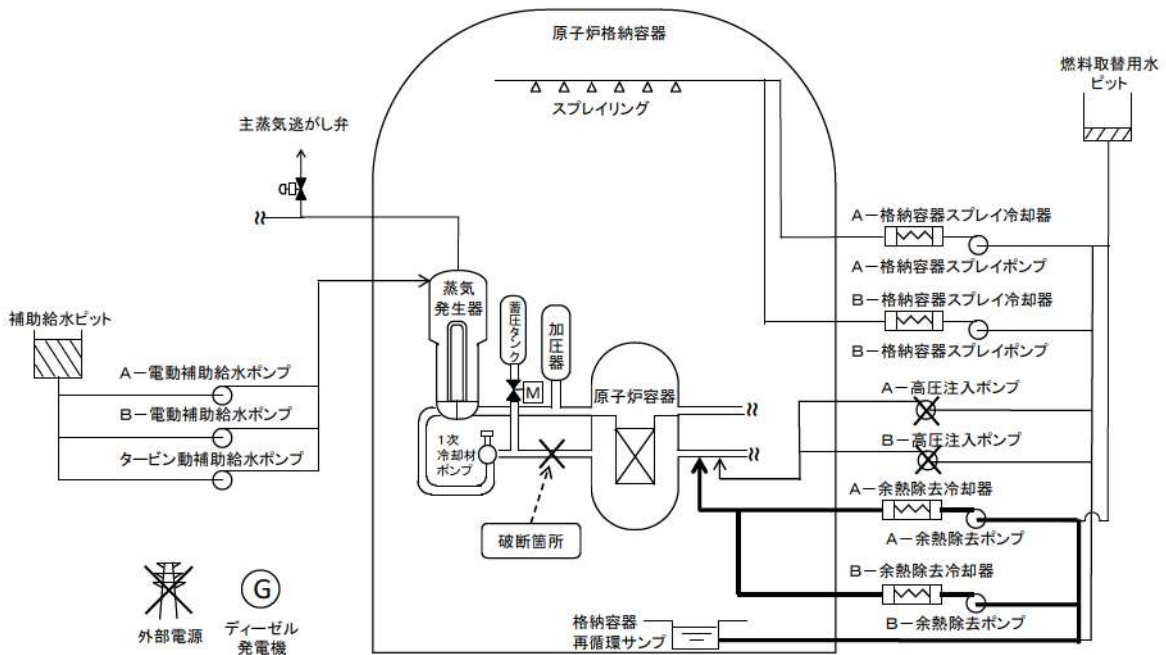 原子炉格納容器
スプレイリング
燃料取替用水
ピット
主蒸気逃がし弁
A-格納容器スプレイ冷却器
A-格納容器スプレイポンプ
B-格納容器スプレイ冷却器
B-格納容器スプレイポンプ
補助給水ピット
A-電動補助給水ポンプ
B-電動補助給水ポンプ
タービン動補助給水ポンプ
蒸気
発生器
蓄圧タンク
加圧器
M
原子炉容器
1次
冷却材
ポンプ
A-高圧注入ポンプ
B-高圧注入ポンプ
A-余熱除去冷却器
A-余熱除去ポンプ
B-余熱除去冷却器
B-余熱除去ポンプ
破断箇所
外部電源
G
ディーゼル
発電機
格納容器
再循環サンプ